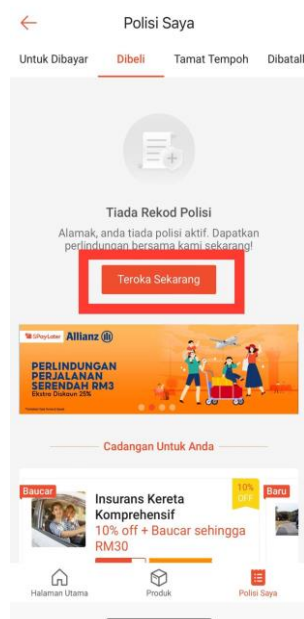 Polisi Saya
Untuk Dibayar Dibeli Tamat Tempoh Dibatall
Tiada Rekod Polisi
Alamak, anda tiada polisi aktif. Dapatkan
perlindungan bersama kami sekarang!
Teroka Sekarang
SPayLater Allianz
PERLINDUNGAN
PERJALANAN
SERENDAH RM3
Ekstra Diskaun 25%
Cadangan Untuk Anda
Baucar
Insurans Kereta
Komprehensif
10% off + Baucar sehingga
RM30
10%
OFF
Baru
Halaman Utama Produk Polisi Saya